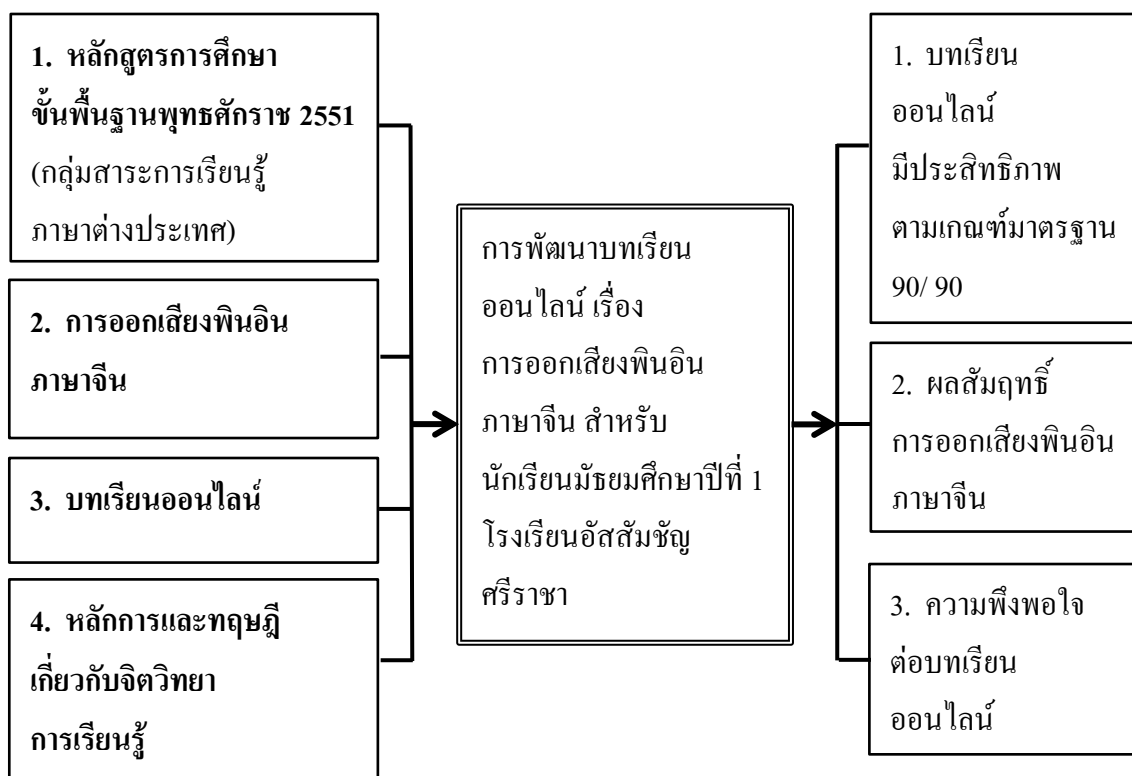 1. หลักสูตรการศึกษา
ขั้นพื้นฐานพุทธศักราช 2551
(กลุ่มสาระการเรียนรู้
ภาษาต่างประเทศ)
2. การออกเสียงพินอิน
ภาษาจีน
3. บทเรียนออนไลน์
4. หลักการและทฤษฎี
เกี่ยวกับจิตวิทยา
การเรียนรู้
การพัฒนาบทเรียน
ออนไลน์ เรื่อง
การออกเสียงพินอิน
ภาษาจีน สำหรับ
นักเรียนมัธยมศึกษาปีที่ 1
โรงเรียนอัสสัมชัญ
ศรีราชา
1. บทเรียน
ออนไลน์
มีประสิทธิภาพ
ตามเกณฑ์มาตรฐาน
90/ 90
2. ผลสัมฤทธิ์
การออกเสียงพินอิน
ภาษาจีน
3. ความพึงพอใจ
ต่อบทเรียน
ออนไลน์